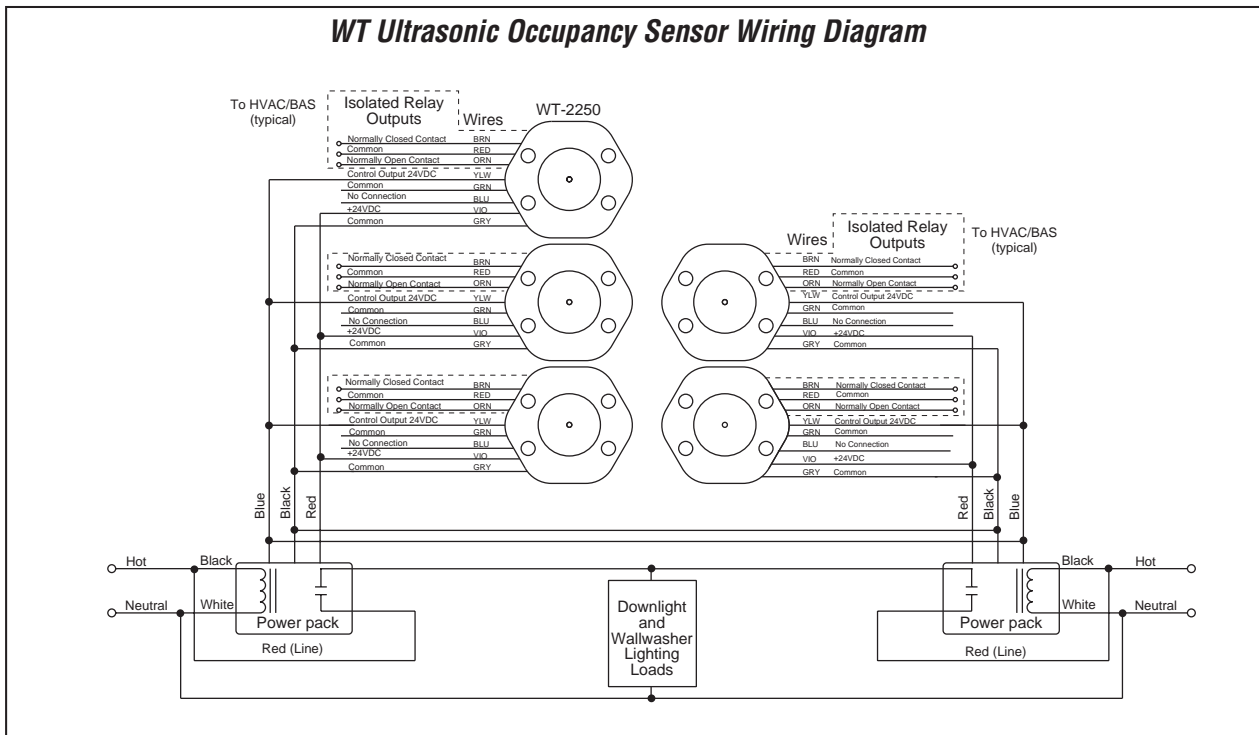 WT Ultrasonic Occupancy Sensor Wiring Diagram
To HVAC/BAS
(typical)
Isolated Relay
Outputs
Wires
WT-2250
Normally Closed Contact BRN
Common RED
Normally Open Contact ORN
Control Output 24VDC YLW
Common GRN
No Connection BLU
+24VDC VIO
Common GRY
Normally Closed Contact BRN
Common RED
Normally Open Contact ORN
Control Output 24VDC YLW
Common GRN
No Connection BLU
+24VDC VIO
Common GRY
Normally Closed Contact BRN
Common RED
Normally Open Contact ORN
Control Output 24VDC YLW
Common GRN
No Connection BLU
+24VDC VIO
Common GRY
Wires
Isolated Relay
Outputs
To HVAC/BAS
(typical)
BRN Normally Closed Contact
RED Common
ORN Normally Open Contact
YLW Control Output 24VDC
GRN Common
BLU No Connection
VIO +24VDC
GRY Common
BRN Normally Closed Contact
RED Common
ORN Normally Open Contact
YLW Control Output 24VDC
GRN Common
BLU No Connection
VIO +24VDC
GRY Common
Blue
Black
Red
Red
Black
Blue
Hot
Black
Neutral
White
Power pack
Red (Line)
Downlight
and
Wallwasher
Lighting
Loads
Black
Hot
White
Neutral
Power pack
Red (Line)